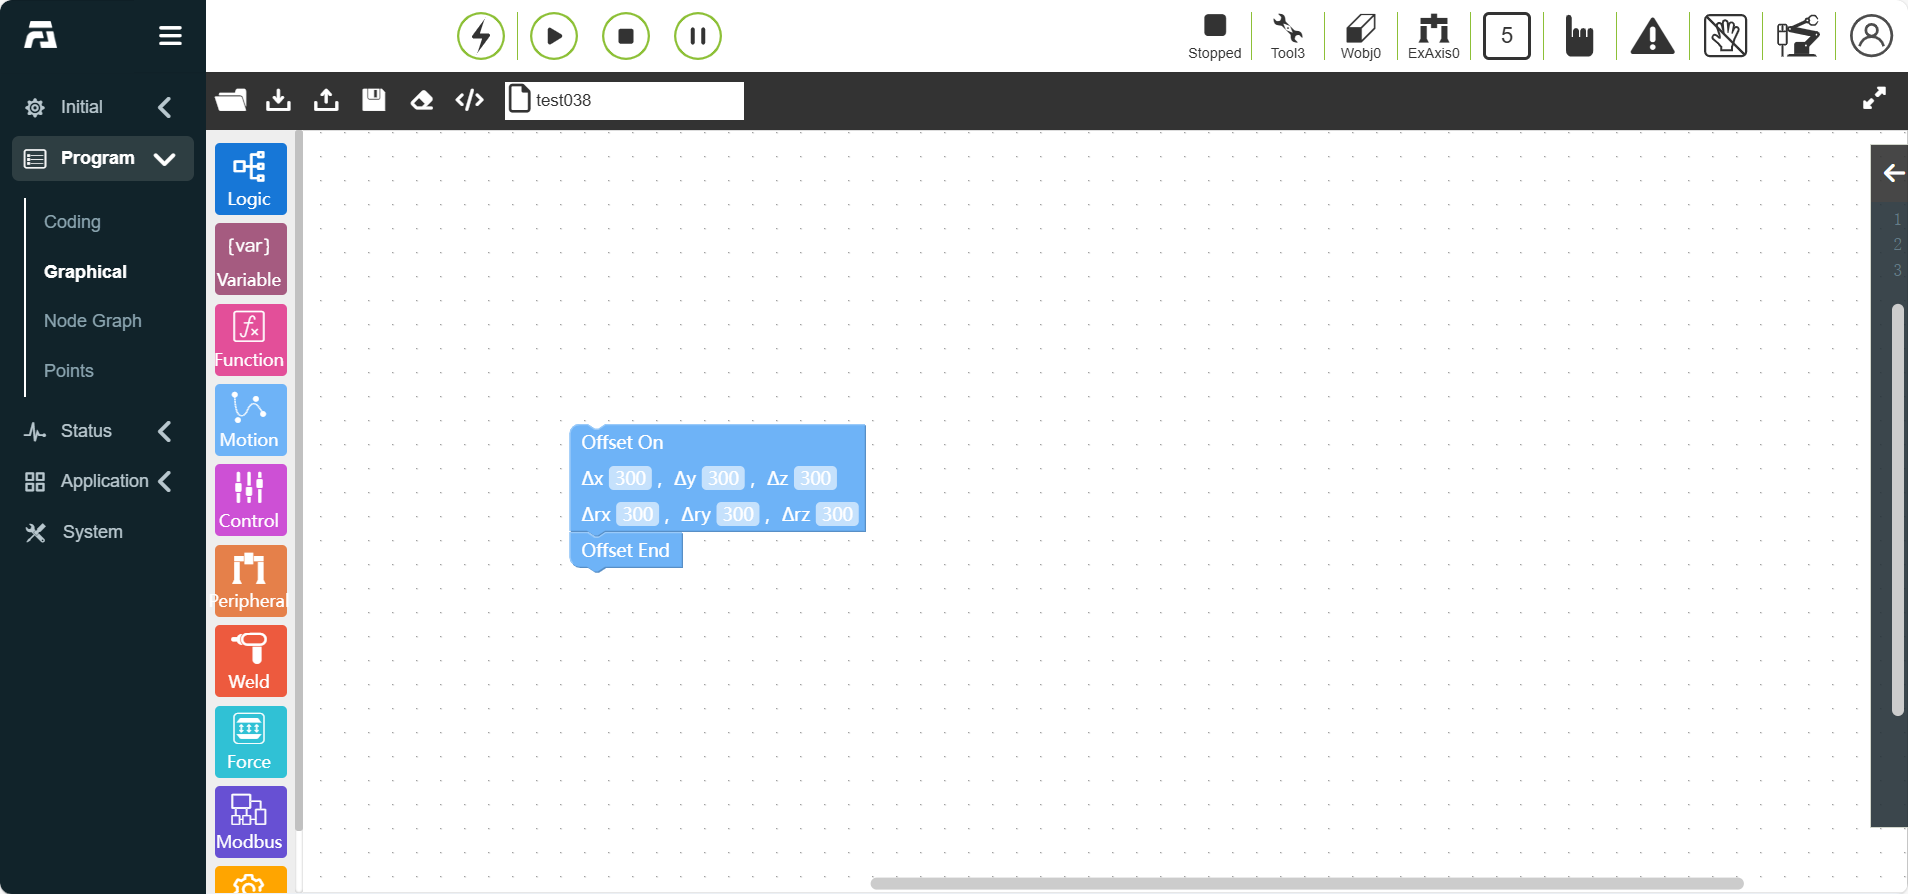 Stopped
Tool3
Wobj0
ExAxis0
5
test038
Initial
Program
Coding
Graphical
Node Graph
Points
Status
Application
System
Logic
{var}
Variable
fx
Function
Motion
Control
Peripheral
Weld
Force
Modbus
Offset On
Δx 300 , Δy 300 , Δz 300
Δrx 300 , Δry 300 , Δrz 300
Offset End
1
2
3